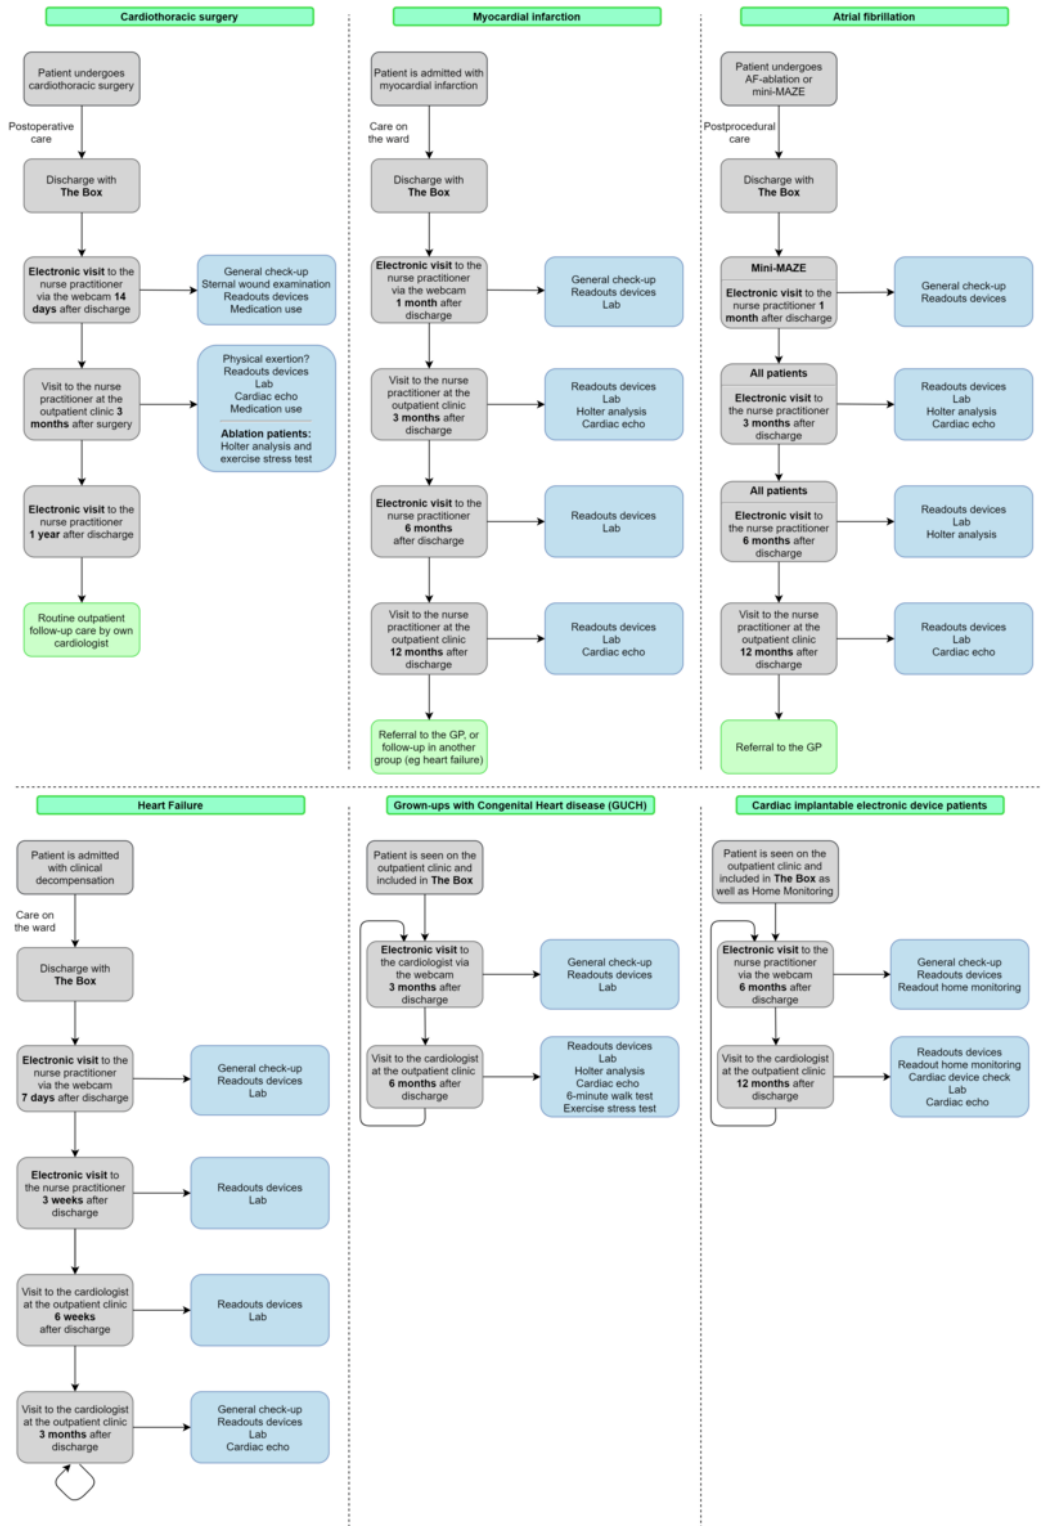 Cardiothoracic surgery
Patient undergoes
cardiothoracic surgery
Postoperative
care
Discharge with
The Box
Electronic visit to the
nurse practitioner
via the webcam 14
days after discharge
General check-up
Sternal wound examination
Readouts devices
Medication use
Visit to the nurse
practitioner at the
outpatient clinic 3
months after surgery
Physical exertion?
Readouts devices
Lab
Cardiac echo
Medication use
Ablation patients:
Holter analysis and
exercise stress test
Electronic visit to the
nurse practitioner
1 year after discharge
Routine outpatient
follow-up care by own
cardiologist
Myocardial infarction
Patient is admitted with
myocardial infarction
Care on
the ward
Discharge with
The Box
Electronic visit to the
nurse practitioner
via the webcam
1 month after
discharge
General check-up
Readouts devices
Lab
Visit to the nurse
practitioner at the
outpatient clinic
3 months after
discharge
Readouts devices
Lab
Holter analysis
Cardiac echo
Electronic visit to the
nurse practitioner
6 months
after discharge
Readouts devices
Lab
Visit to the nurse
practitioner at the
outpatient clinic
12 months after
discharge
Readouts devices
Lab
Cardiac echo
Referral to the GP, or
follow-up in another
group (eg heart failure)
Atrial fibrillation
Patient undergoes
AF-ablation or
mini-MAZE
Postprocedural
care
Discharge with
The Box
Mini-MAZE
Electronic visit to the
nurse practitioner 1
month after discharge
General check-up
Readouts devices
All patients
Electronic visit to
the nurse practitioner
3 months after
discharge
Readouts devices
Lab
Holter analysis
Cardiac echo
All patients
Electronic visit to
the nurse practitioner
6 months after
discharge
Readouts devices
Lab
Holter analysis
Visit to the nurse
practitioner at the
outpatient clinic
12 months after
discharge
Readouts devices
Lab
Cardiac echo
Referral to the GP
Heart Failure
Patient is admitted
with clinical
decompensation
Care on
the ward
Discharge with
The Box
Electronic visit to the
nurse practitioner
via the webcam
7 days after discharge
General check-up
Readouts devices
Lab
Electronic visit to
the nurse practitioner
3 weeks after
discharge
Readouts devices
Lab
Visit to the cardiologist
at the outpatient clinic
6 weeks
after discharge
Readouts devices
Lab
Visit to the cardiologist
at the outpatient clinic
3 months after
discharge
General check-up
Readouts devices
Lab
Cardiac echo
Grown-ups with Congenital Heart disease (GUCH)
Patient is seen on the
outpatient clinic and
included in The Box
Electronic visit to
the cardiologist via
the webcam
3 months after
discharge
General check-up
Readouts devices
Lab
Visit to the cardiologist
at the outpatient clinic
6 months after
discharge
Readouts devices
Lab
Holter analysis
Cardiac echo
6-minute walk test
Exercise stress test
Cardiac implantable electronic device patients
Patient is seen on the
outpatient clinic and
included in The Box as
well as Home Monitoring
Electronic visit to the
nurse practitioner
via the webcam
6 months after
discharge
General check-up
Readouts devices
Readout home monitoring
Visit to the cardiologist
at the outpatient clinic
12 months after
discharge
Readouts devices
Readout home monitoring
Cardiac device check
Lab
Cardiac echo